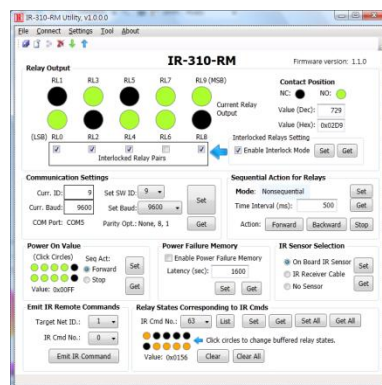 IR-310-RM Utility, v1.0.0.0
File Connect Settings Tool About
IR-310-RM
Firmware version: 1.1.0
Relay Output
RL1 RL3 RL5 RL7 RL9 (MSB)
Current Relay
Output
(LSB) RL0 RL2 RL4 RL6 RL8
Interlocked Relay Pairs
Contact Position
NC: NO:
Value (Dec): 729
Value (Hex): 0x02D9
Interlocked Relays Setting
Enable Interlock Mode Set Get
Communication Settings
Curr. ID: 9 Set SW ID: 9 Set
Curr. Baud: 9600 Set Baud: 9600
COM Port: COM5 Parity Opt.: None, 8, 1 Get
Sequential Action for Relays
Mode: Nonsequential Set
Time Interval (ms): 500 Get
Action: Forward Backward Stop
Power On Value
(Click Circles) Seq Act:
Forward Set
Stop
Value: 0x00FF Get
Power Failure Memory
Enable Power Failure Memory
Latency (sec): 1600
Set Get
IR Sensor Selection
On Board IR Sensor Set
IR Receiver Cable
No Sensor Get
Emit IR Remote Commands
Target Net ID.: 1
IR Cmd No.: 0
Emit IR Command
Relay States Corresponding to IR Cmds
IR Cmd No.: 63 List Set Get Set All Get All
Click circles to change buffered relay states.
Value: 0x0156 Clear Clear All